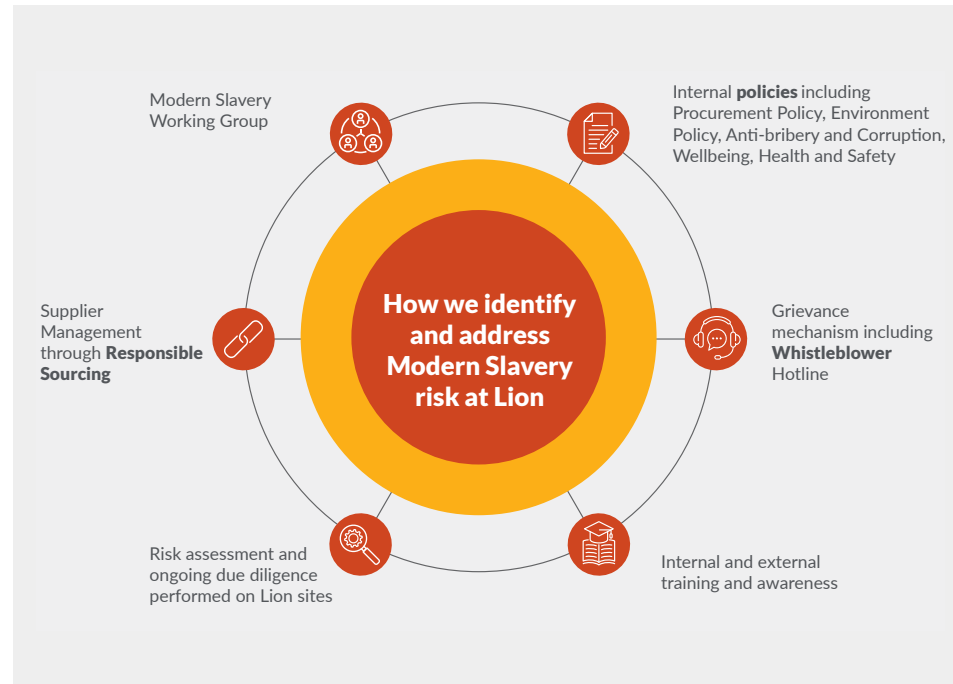 Modern Slavery
Working Group
Internal policies including
Procurement Policy, Environment
Policy, Anti-bribery and Corruption,
Wellbeing, Health and Safety
How we identify
and address
Modern Slavery
risk at Lion
Supplier
Management
through Responsible
Sourcing
Grievance
mechanism including
Whistleblower
Hotline
Risk assessment and
ongoing due diligence
performed on Lion sites
Internal and external
training and awareness